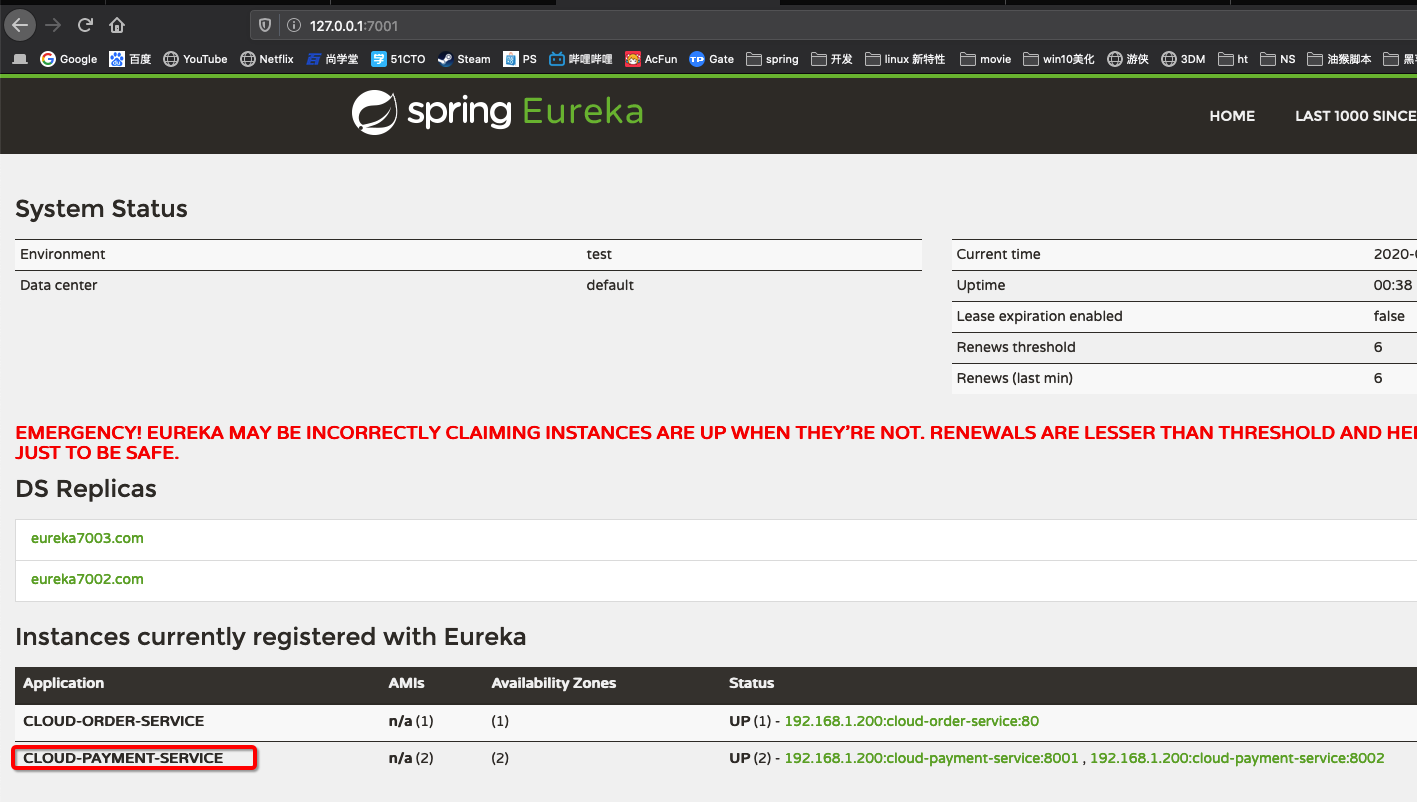 127.0.0.1:7001
Google 百度 YouTube Netflix 尚学堂 51CTO Steam PS 哔哩哔哩 AcFun TP Gate spring 开发 linux 新特性 movie win10美化 游侠 3DM ht NS 油猴脚本 黑
spring Eureka
HOME LAST 1000 SINCE
System Status
Environment test Current time 2020-
Data center default Uptime 00:38
Lease expiration enabled false
Renews threshold 6
Renews (last min) 6
EMERGENCY! EUREKA MAY BE INCORRECTLY CLAIMING INSTANCES ARE UP WHEN THEY'RE NOT. RENEWALS ARE LESSER THAN THRESHOLD AND HE
JUST TO BE SAFE.
DS Replicas
eureka7003.com
eureka7002.com
Instances currently registered with Eureka
Application AMIs Availability Zones Status
CLOUD-ORDER-SERVICE n/a (1) (1) UP (1) - 192.168.1.200:cloud-order-service:80
CLOUD-PAYMENT-SERVICE n/a (2) (2) UP (2) - 192.168.1.200:cloud-payment-service:8001 , 192.168.1.200:cloud-payment-service:8002